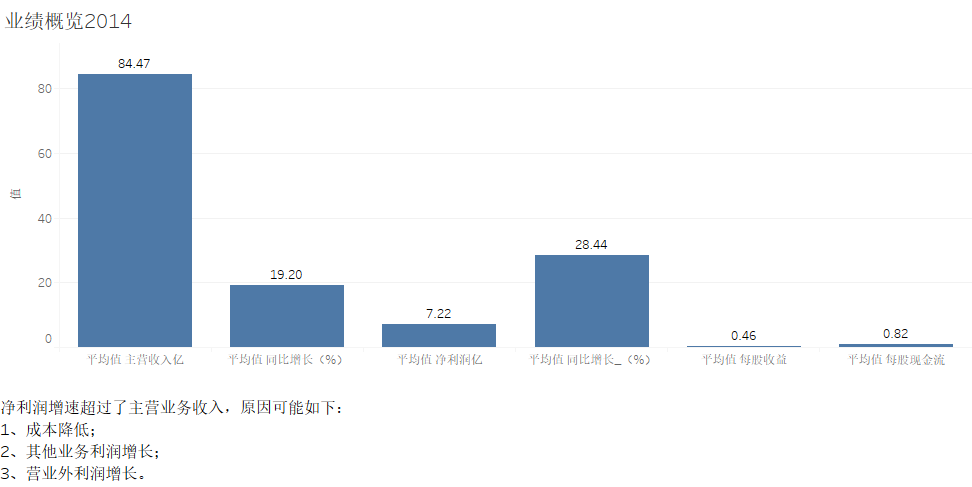 业绩概览2014
84.47
80
60
40
20
0
值
19.20
7.22
28.44
0.46
0.82
平均值 主营收入亿
平均值 同比增长（%）
平均值 净利润亿
平均值 同比增长_（%）
平均值 每股收益
平均值 每股现金流
净利润增速超过了主营业务收入，原因可能如下：
1、成本降低；
2、其他业务利润增长；
3、营业外利润增长。